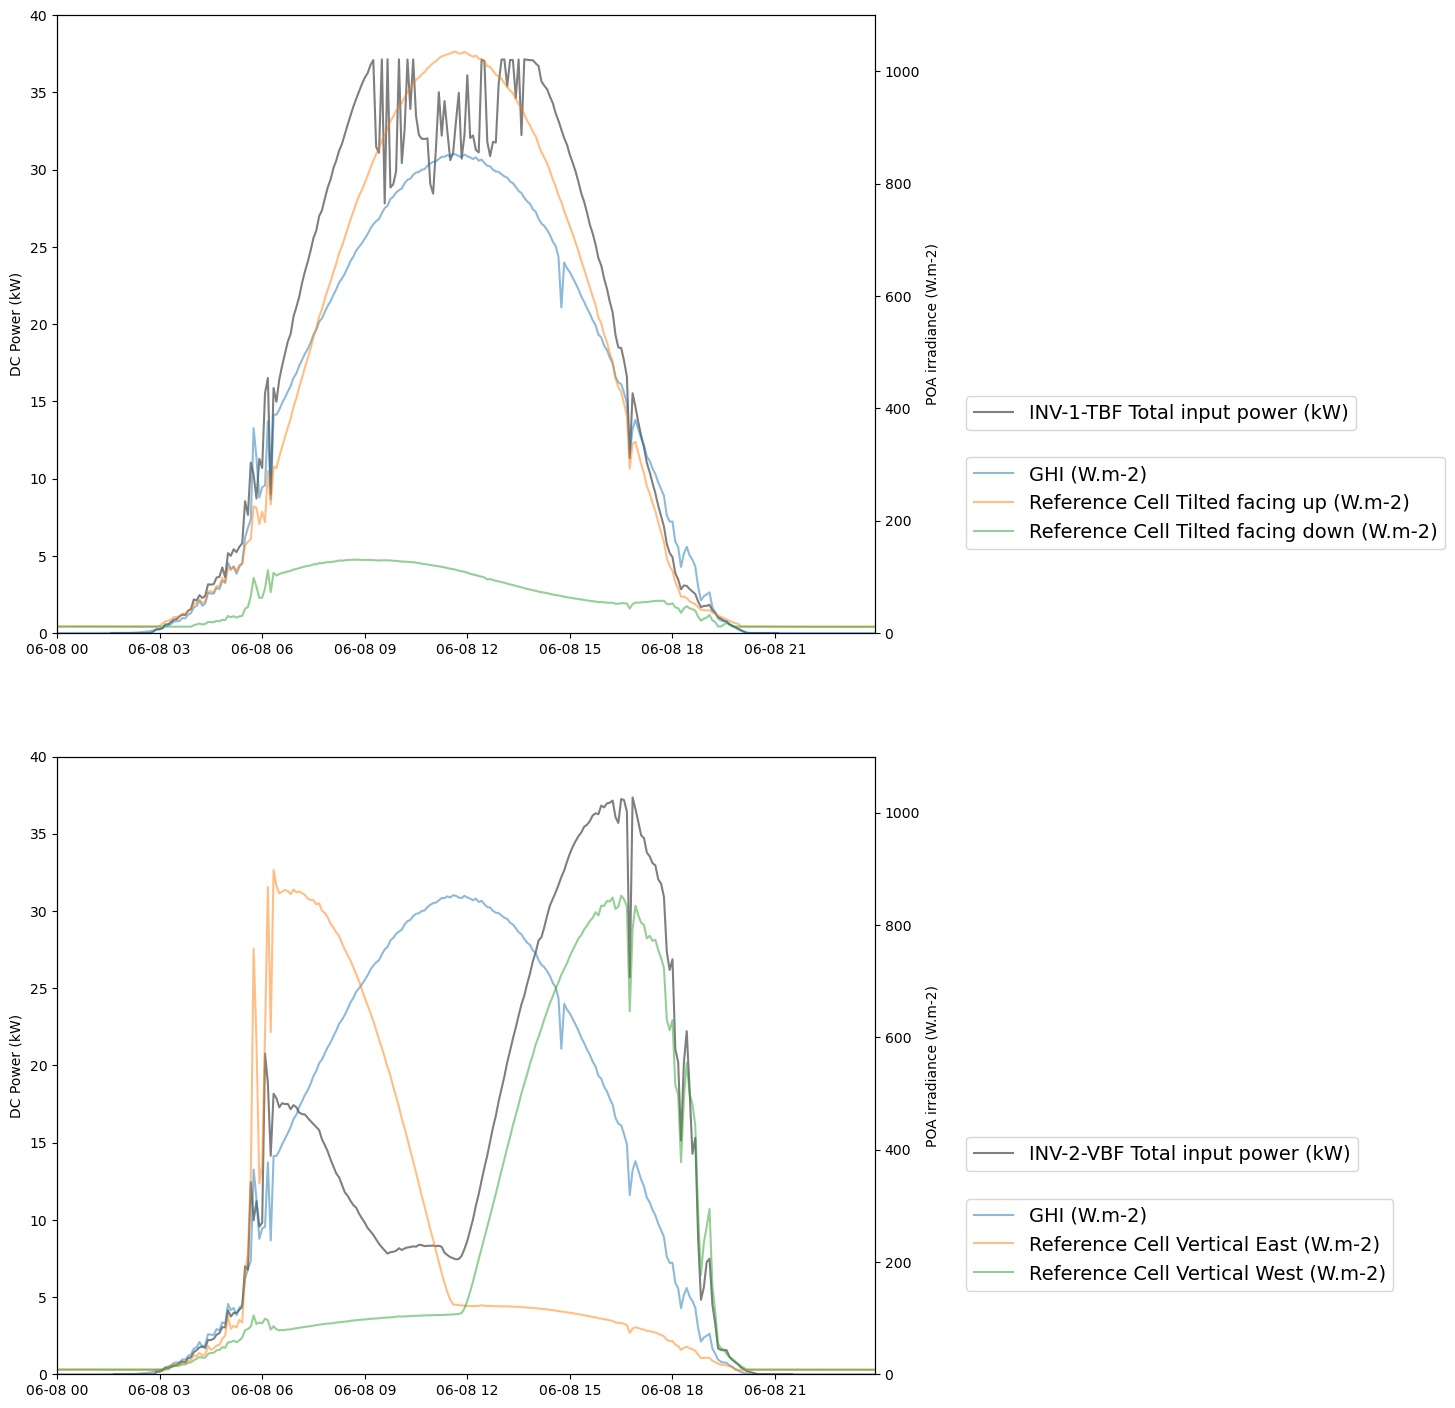 40
35
30
25
20
15
10
5
0
DC Power (kW)
1000
800
600
400
200
0
POA irradiance (W.m-2)
06-08 00 06-08 03 06-08 06 06-08 09 06-08 12 06-08 15 06-08 18 06-08 21
INV-1-TBF Total input power (kW)
GHI (W.m-2)
Reference Cell Tilted facing up (W.m-2)
Reference Cell Tilted facing down (W.m-2)
40
35
30
25
20
15
10
5
0
DC Power (kW)
1000
800
600
400
200
0
POA irradiance (W.m-2)
06-08 00 06-08 03 06-08 06 06-08 09 06-08 12 06-08 15 06-08 18 06-08 21
INV-2-VBF Total input power (kW)
GHI (W.m-2)
Reference Cell Vertical East (W.m-2)
Reference Cell Vertical West (W.m-2)